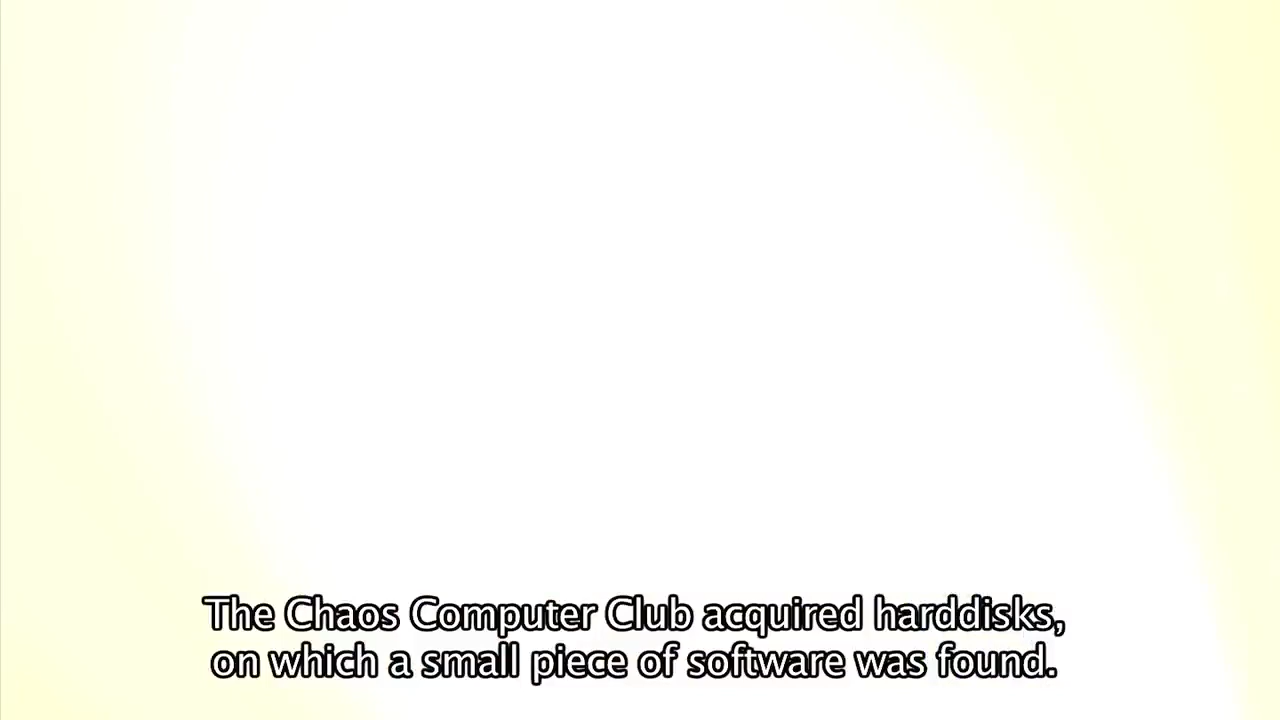 The Chaos Computer Club acquired harddisks,
on which a small piece of software was found.